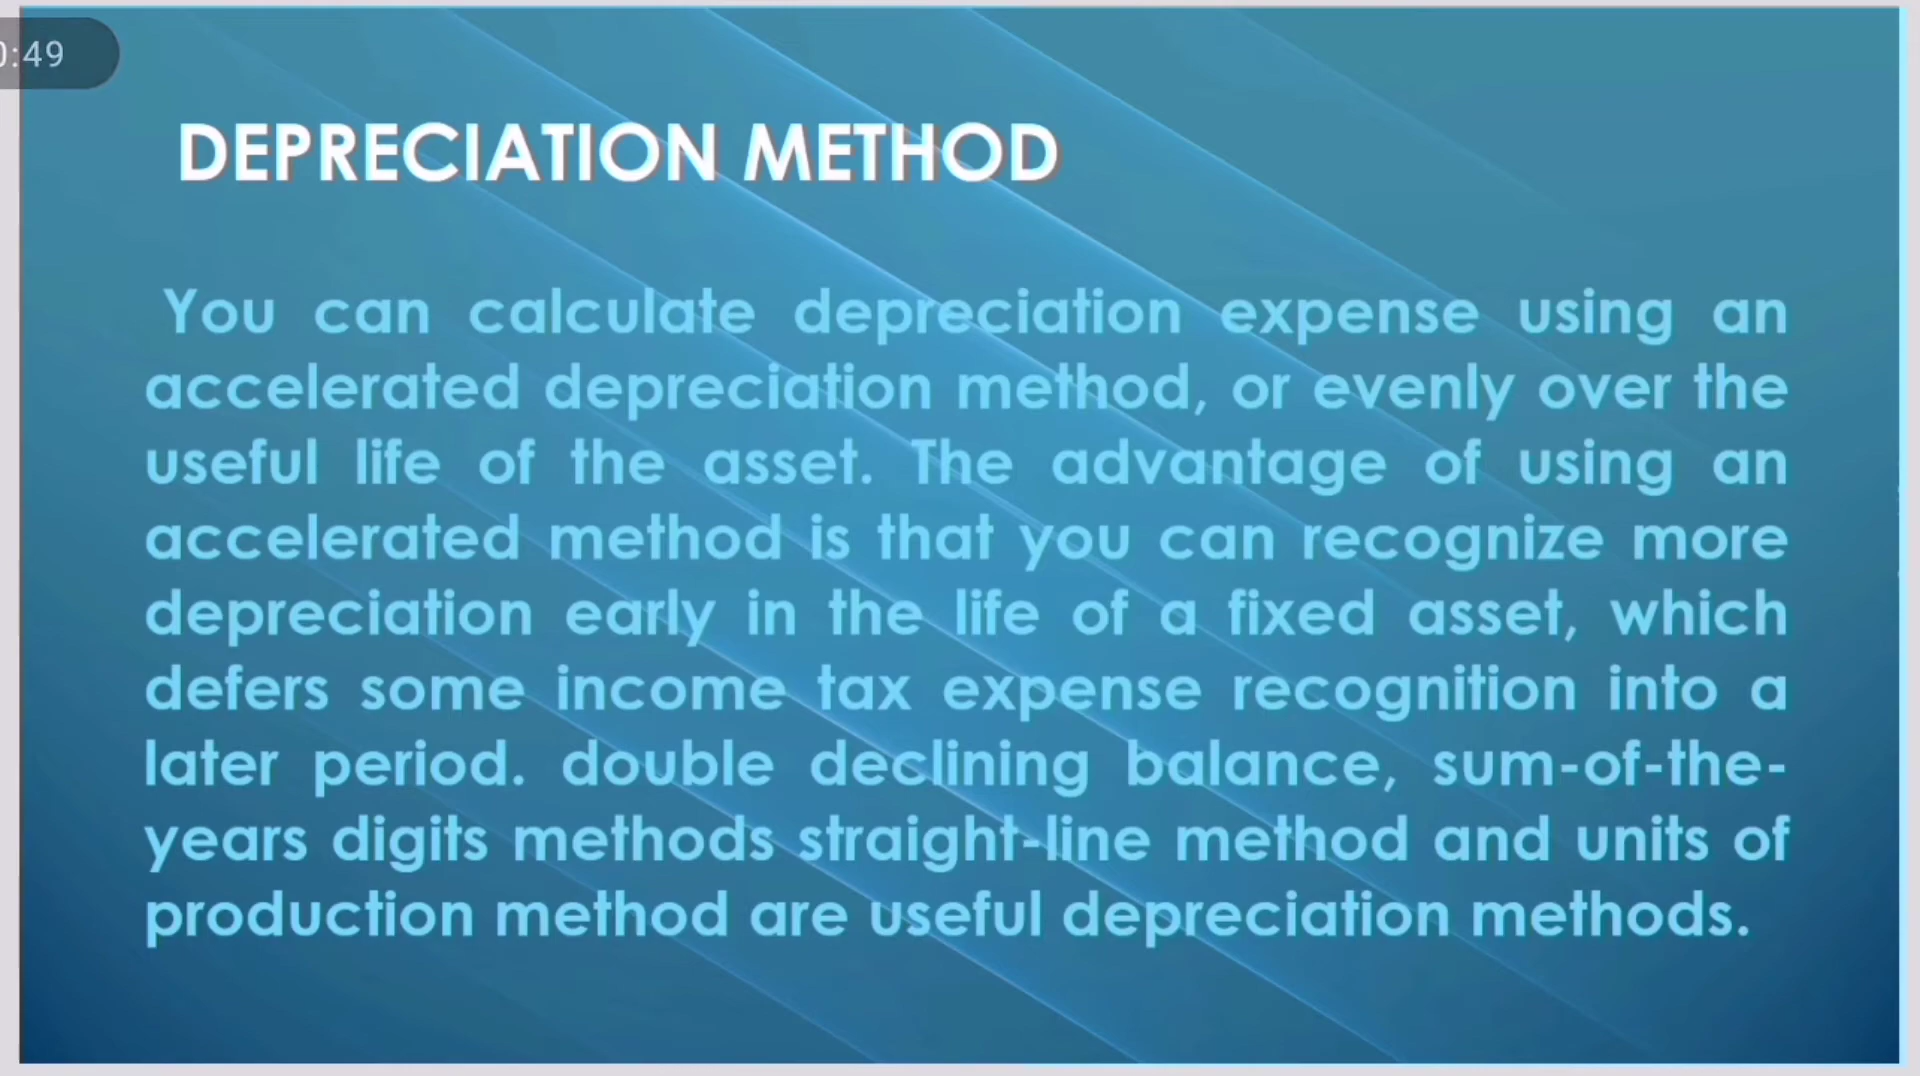 0:49
DEPRECIATION METHOD
You can calculate depreciation expense using an
accelerated depreciation method, or evenly over the
useful life of the asset. The advantage of using an
accelerated method is that you can recognize more
depreciation early in the life of a fixed asset, which
defers some income tax expense recognition into a
later period. double declining balance, sum-of-the-
years digits methods straight-line method and units of
production method are useful depreciation methods.